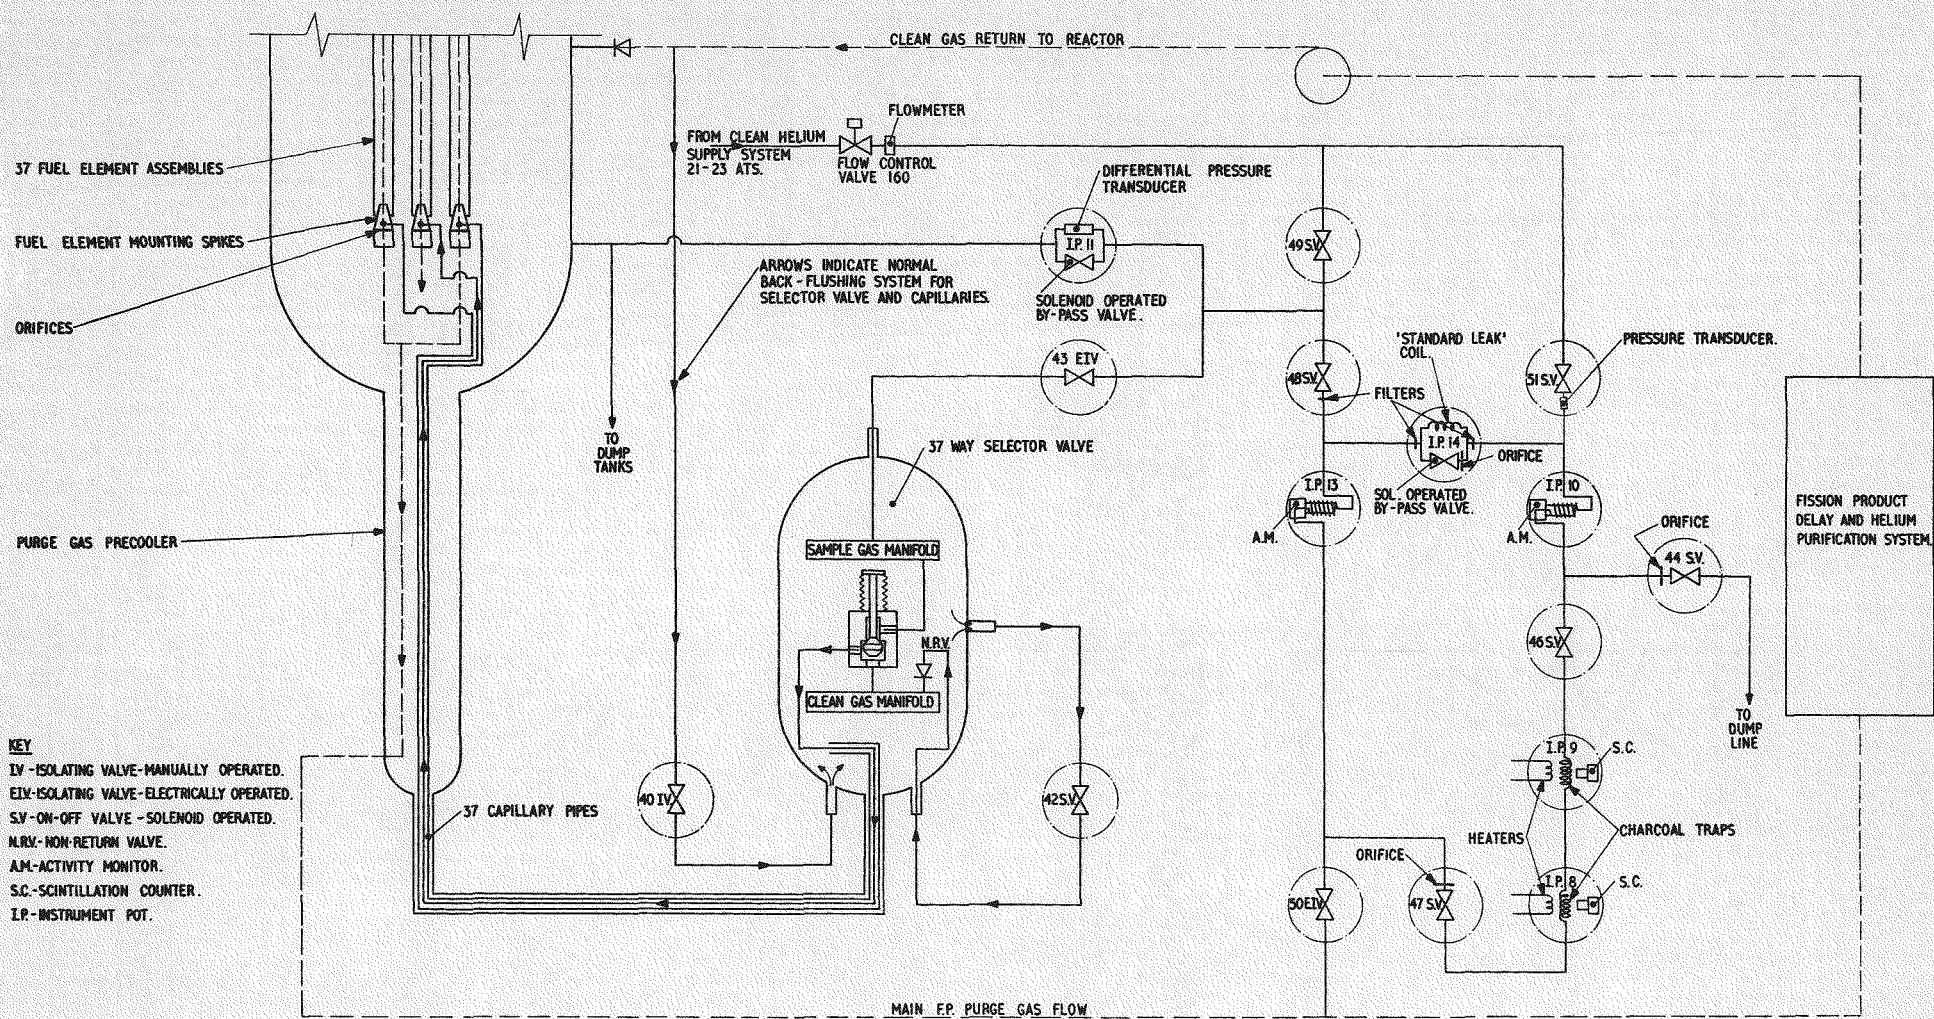 CLEAN GAS RETURN TO REACTOR
FLOWMETER
FROM CLEAN HELIUM
SUPPLY SYSTEM
21-23 ATS.
FLOW CONTROL
VALVE 160
DIFFERENTIAL PRESSURE
TRANSDUCER
37 FUEL ELEMENT ASSEMBLIES
FUEL ELEMENT MOUNTING SPIKES
ORIFICES
I.P. 11
49 S.V.
ARROWS INDICATE NORMAL
BACK-FLUSHING SYSTEM FOR
SELECTOR VALVE AND CAPILLARIES.
SOLENOID OPERATED
BY-PASS VALVE.
'STANDARD LEAK'
COIL.
PRESSURE TRANSDUCER.
43 EIV
48 S.V.
51 S.V.
FILTERS
TO
DUMP
TANKS
37 WAY SELECTOR VALVE
I.P. 14
ORIFICE
SOL. OPERATED
BY-PASS VALVE.
I.P. 13
I.P. 10
A.M.
A.M.
FISSION PRODUCT
DELAY AND HELIUM
PURIFICATION SYSTEM.
ORIFICE
44 S.V.
PURGE GAS PRECOOLER
SAMPLE GAS MANIFOLD
N.R.V.
46 S.V.
CLEAN GAS MANIFOLD
TO
DUMP
LINE
KEY
IV -ISOLATING VALVE-MANUALLY OPERATED.
E.I.V.-ISOLATING VALVE-ELECTRICALLY OPERATED.
S.V-ON-OFF VALVE -SOLENOID OPERATED.
N.R.V.-NON-RETURN VALVE.
A.M.-ACTIVITY MONITOR.
S.C.-SCINTILLATION COUNTER.
I.P.-INSTRUMENT POT.
37 CAPILLARY PIPES
40 IV
42 S.V.
I.P. 9
S.C.
HEATERS
CHARCOAL TRAPS
ORIFICE
I.P. 8
S.C.
50 EIV
47 S.V.
MAIN F.P. PURGE GAS FLOW